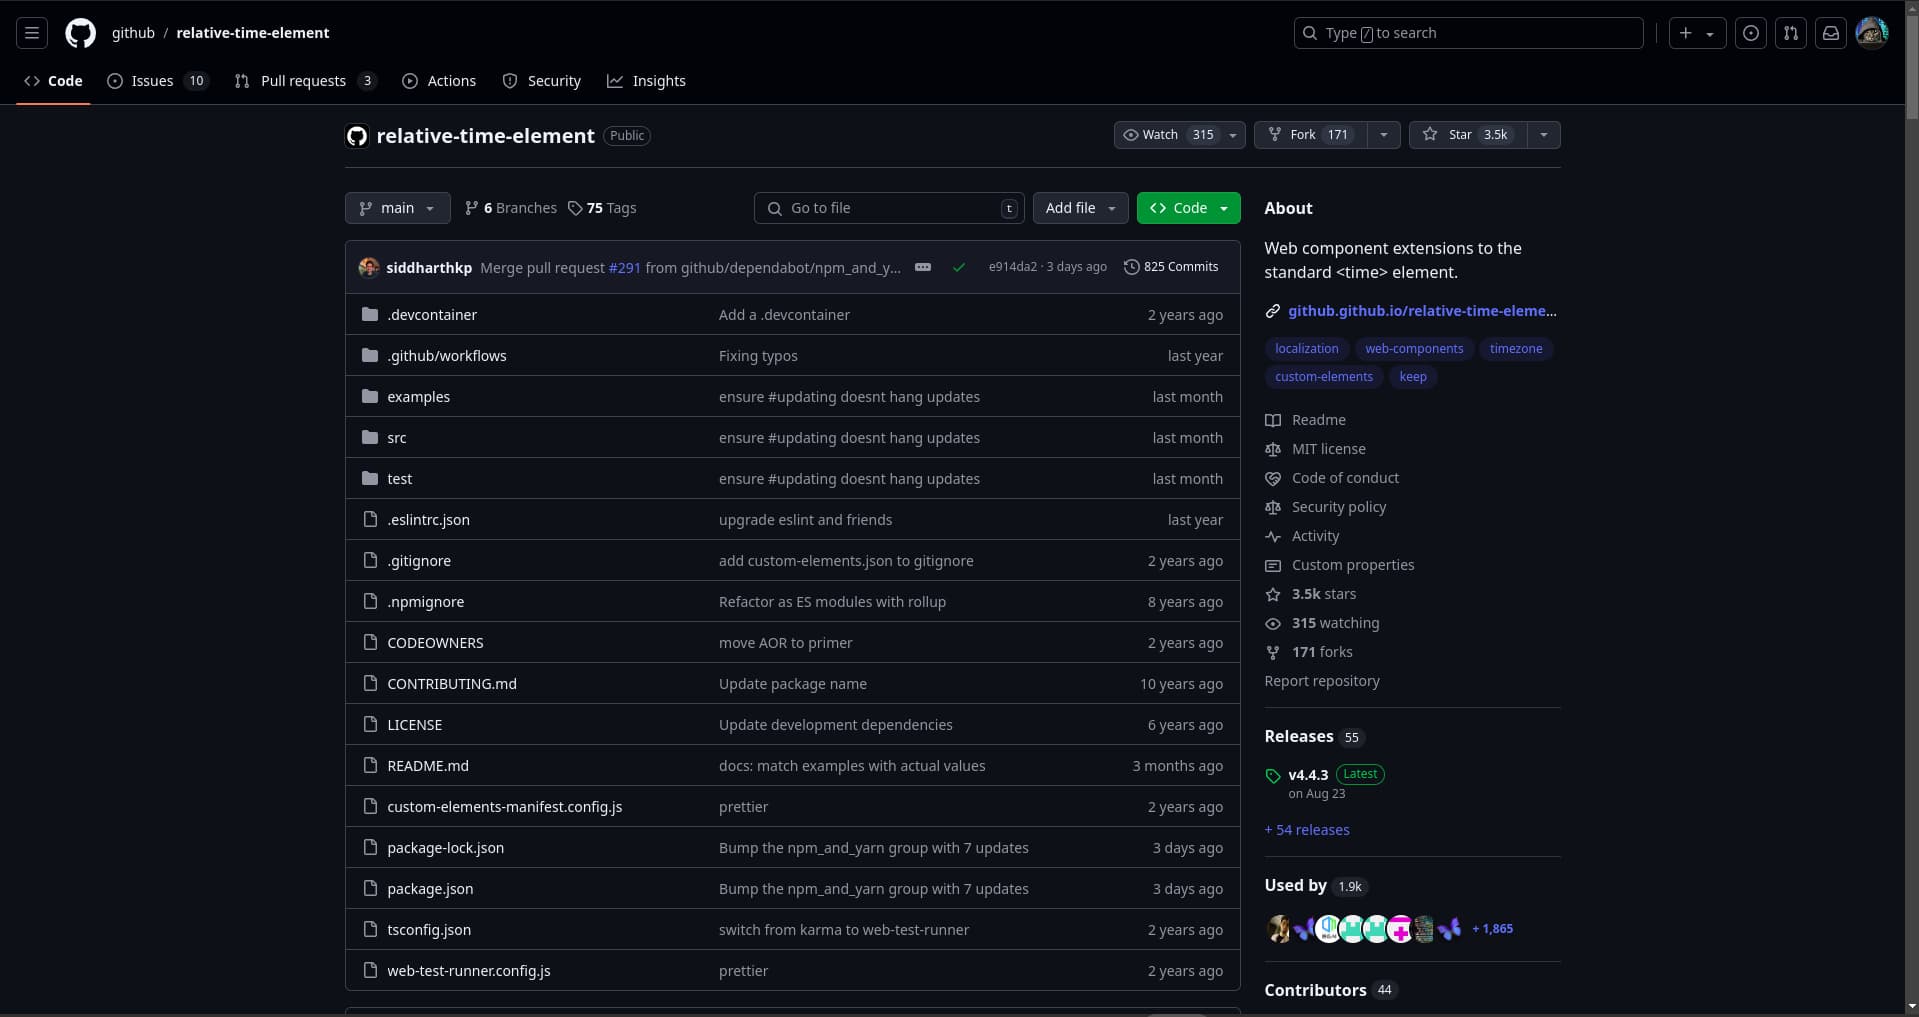 github / relative-time-element
Type / to search
Code
Issues 10
Pull requests 3
Actions
Security
Insights
relative-time-element Public
Watch 315
Fork 171
Star 3.5k
main
6 Branches
75 Tags
Go to file t
Add file
Code
siddharthkp Merge pull request #291 from github/dependabot/npm_and_y... e914da2 · 3 days ago 825 Commits
.devcontainer Add a .devcontainer 2 years ago
.github/workflows Fixing typos last year
examples ensure #updating doesnt hang updates last month
src ensure #updating doesnt hang updates last month
test ensure #updating doesnt hang updates last month
.eslintrc.json upgrade eslint and friends last year
.gitignore add custom-elements.json to gitignore 2 years ago
.npmignore Refactor as ES modules with rollup 8 years ago
CODEOWNERS move AOR to primer 2 years ago
CONTRIBUTING.md Update package name 10 years ago
LICENSE Update development dependencies 6 years ago
README.md docs: match examples with actual values 3 months ago
custom-elements-manifest.config.js prettier 2 years ago
package-lock.json Bump the npm_and_yarn group with 7 updates 3 days ago
package.json Bump the npm_and_yarn group with 7 updates 3 days ago
tsconfig.json switch from karma to web-test-runner 2 years ago
web-test-runner.config.js prettier 2 years ago
About
Web component extensions to the
standard <time> element.
github.github.io/relative-time-eleme...
localization web-components timezone
custom-elements keep
Readme
MIT license
Code of conduct
Security policy
Activity
Custom properties
3.5k stars
315 watching
171 forks
Report repository
Releases 55
v4.4.3 Latest
on Aug 23
+ 54 releases
Used by 1.9k
+ 1,865
Contributors 44